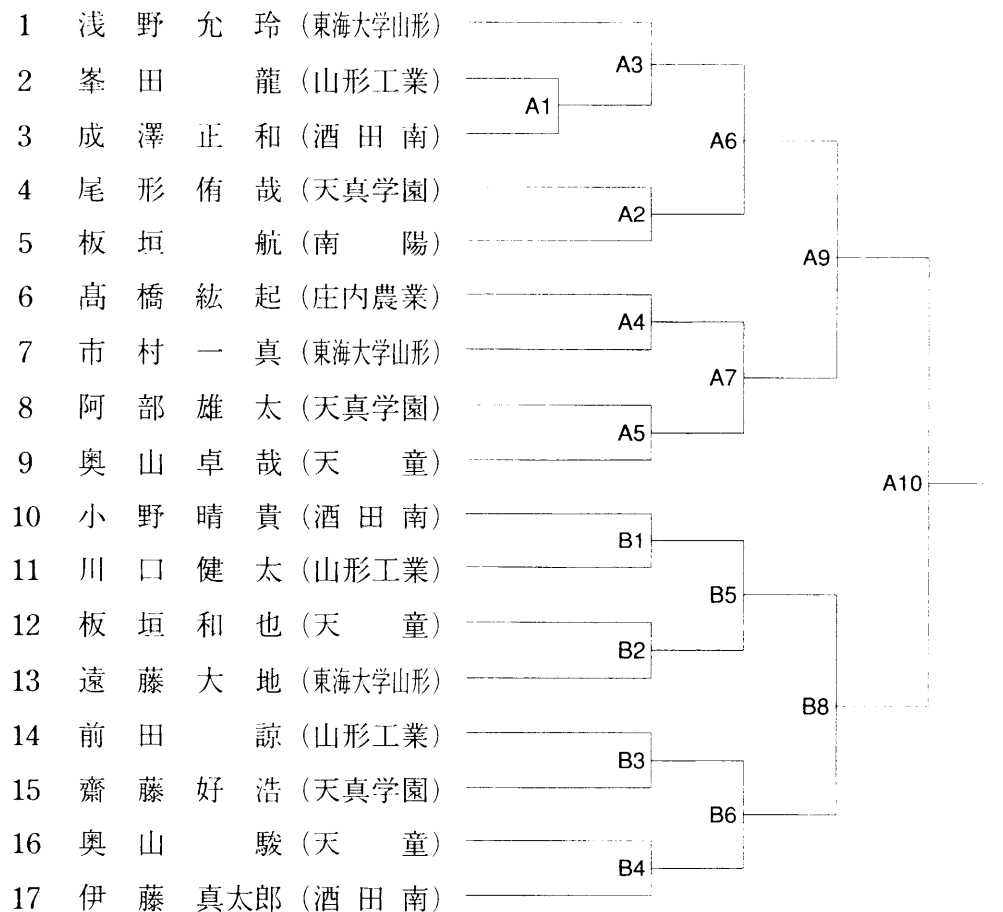 1 浅野允玲(東海大学山形)
2 峯田 龍(山形工業)
3 成澤正和(酒田南)
4 尾形侑哉(天真学園)
5 板垣 航(南陽)
6 髙橋紘起(庄内農業)
7 市村一真(東海大学山形)
8 阿部雄太(天真学園)
9 奥山卓哉(天童)
10 小野晴貴(酒田南)
11 川口健太(山形工業)
12 板垣和也(天童)
13 遠藤大地(東海大学山形)
14 前田 諒(山形工業)
15 齋藤好浩(天真学園)
16 奥山 駿(天童)
17 伊藤真太郎(酒田南)
A3
A1
A6
A2
A9
A4
A7
A5
A10
B1
B5
B2
B8
B3
B6
B4